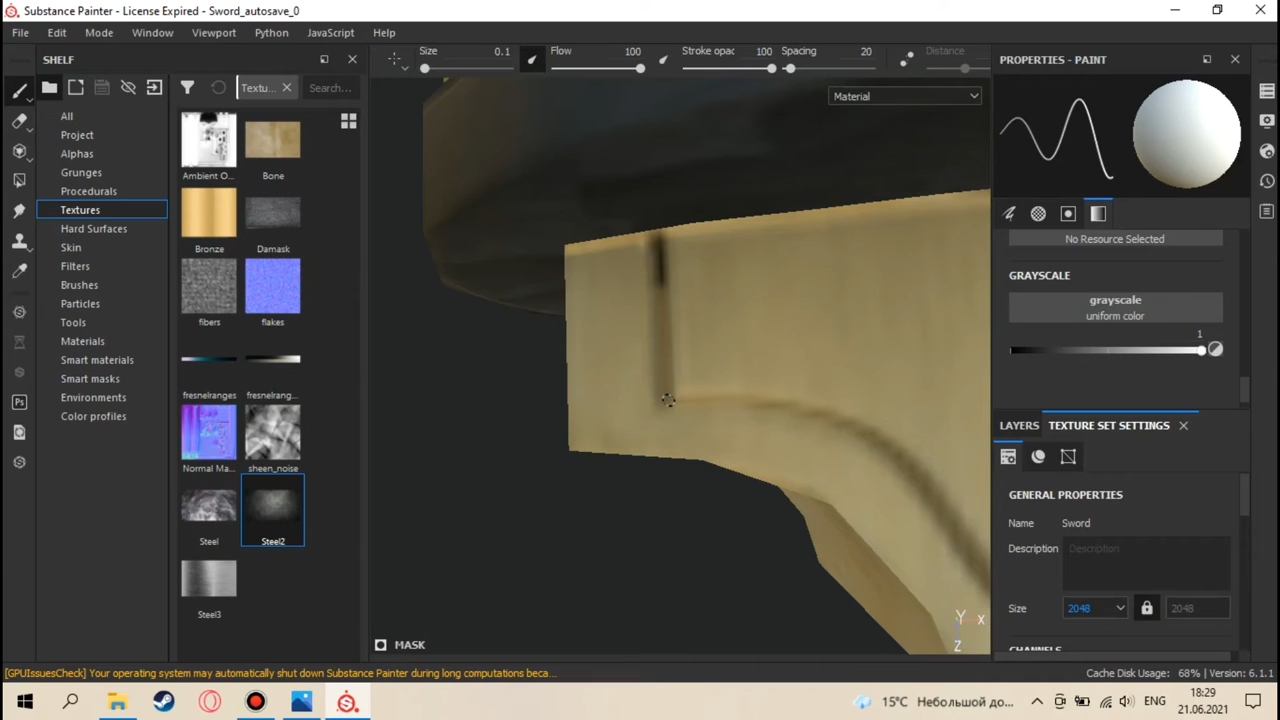 Substance Painter - License Expired - Sword_autosave_0
File Edit Mode Window Viewport Python JavaScript Help
SHELF
Size 0.1 Flow 100 Stroke opac 100 Spacing 20 Distance
PROPERTIES - PAINT
Textu...
Search...
Material
All
Project
Alphas
Grunges
Procedurals
Textures
Hard Surfaces
Skin
Filters
Brushes
Particles
Tools
Materials
Smart materials
Smart masks
Environments
Color profiles
Ambient O... Bone
Bronze Damask
fibers flakes
fresnelranges fresnelrang...
Normal Ma... sheen_noise
Steel Steel2
Steel3
Ps
No Resource Selected
GRAYSCALE
grayscale
uniform color
1
LAYERS TEXTURE SET SETTINGS
GENERAL PROPERTIES
Name Sword
Description Description
Size 2048 2048
Y X
Z
MASK
[GPUIssuesCheck] Your operating system may automatically shut down Substance Painter during long computations beca...
Cache Disk Usage: 68% | Version: 6.1.1
15°C Небольшой до...
ENG
18:29
21.06.2021